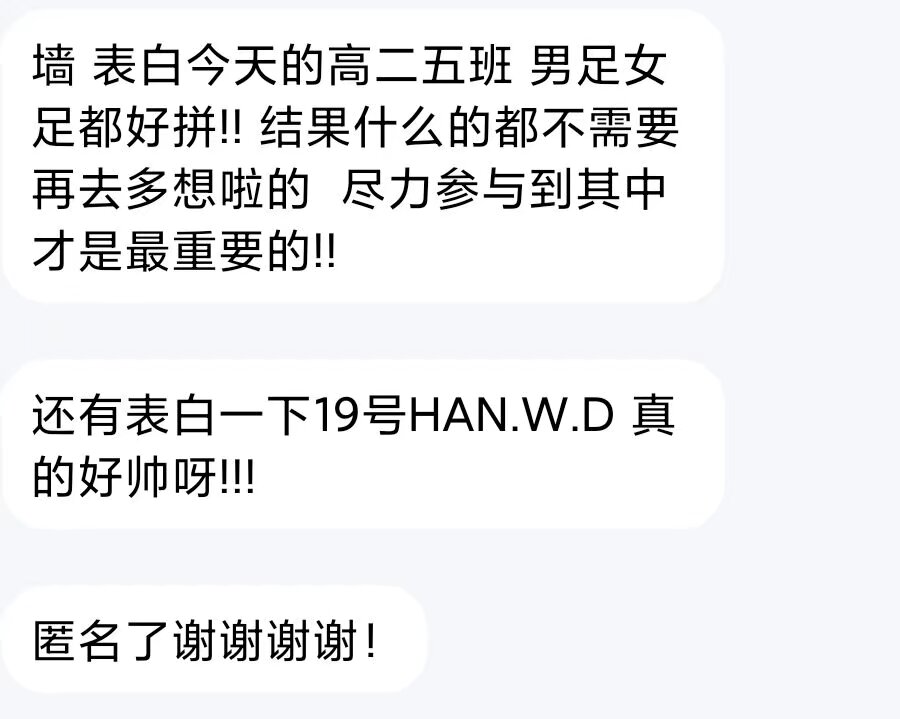 墙 表白今天的高二五班 男足女
足都好拼!! 结果什么的都不需要
再去多想啦的  尽力参与到其中
才是最重要的!!
还有表白一下19号HAN.W.D 真
的好帅呀!!!
匿名了谢谢谢谢！